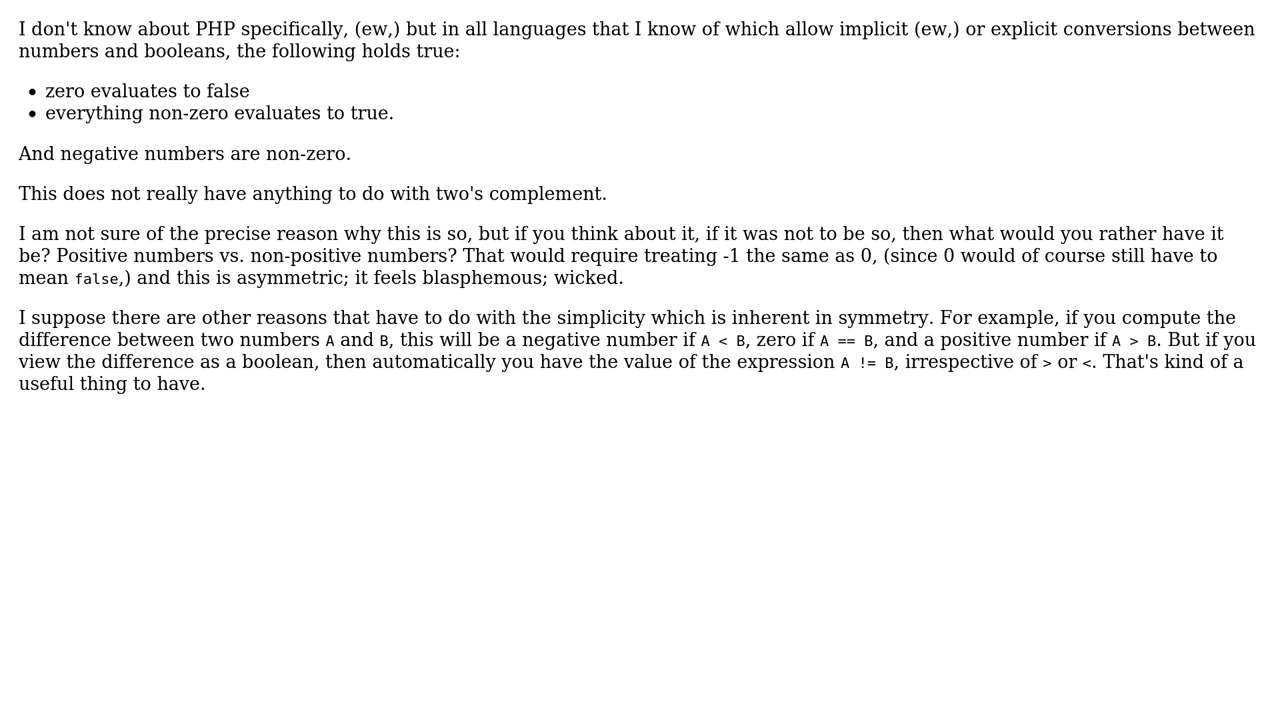 I don't know about PHP specifically, (ew,) but in all languages that I know of which allow implicit (ew,) or explicit conversions between
numbers and booleans, the following holds true:
• zero evaluates to false
• everything non-zero evaluates to true.
And negative numbers are non-zero.
This does not really have anything to do with two's complement.
I am not sure of the precise reason why this is so, but if you think about it, if it was not to be so, then what would you rather have it
be? Positive numbers vs. non-positive numbers? That would require treating -1 the same as 0, (since 0 would of course still have to
mean false,) and this is asymmetric; it feels blasphemous; wicked.
I suppose there are other reasons that have to do with the simplicity which is inherent in symmetry. For example, if you compute the
difference between two numbers A and B, this will be a negative number if A < B, zero if A == B, and a positive number if A > B. But if you
view the difference as a boolean, then automatically you have the value of the expression A != B, irrespective of > or <. That's kind of a
useful thing to have.